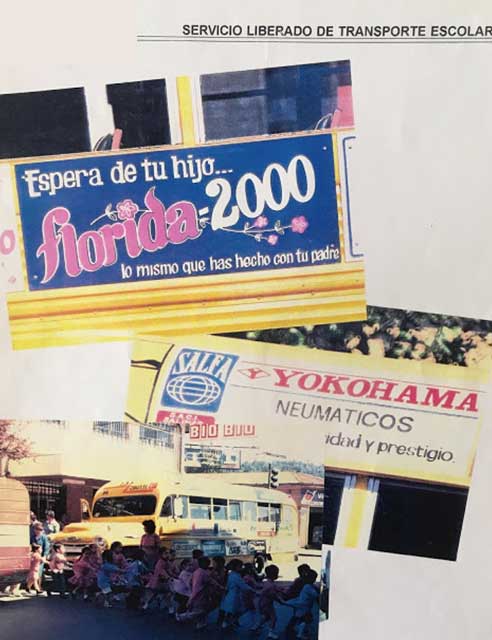 SERVICIO LIBERADO DE TRANSPORTE ESCOLAR
Espera de tu hijo...
florida-2000
lo mismo que has hecho con tu padre
SALFA
YOKOHAMA
NEUMATICOS
idad y prestigio.
BIO BIO